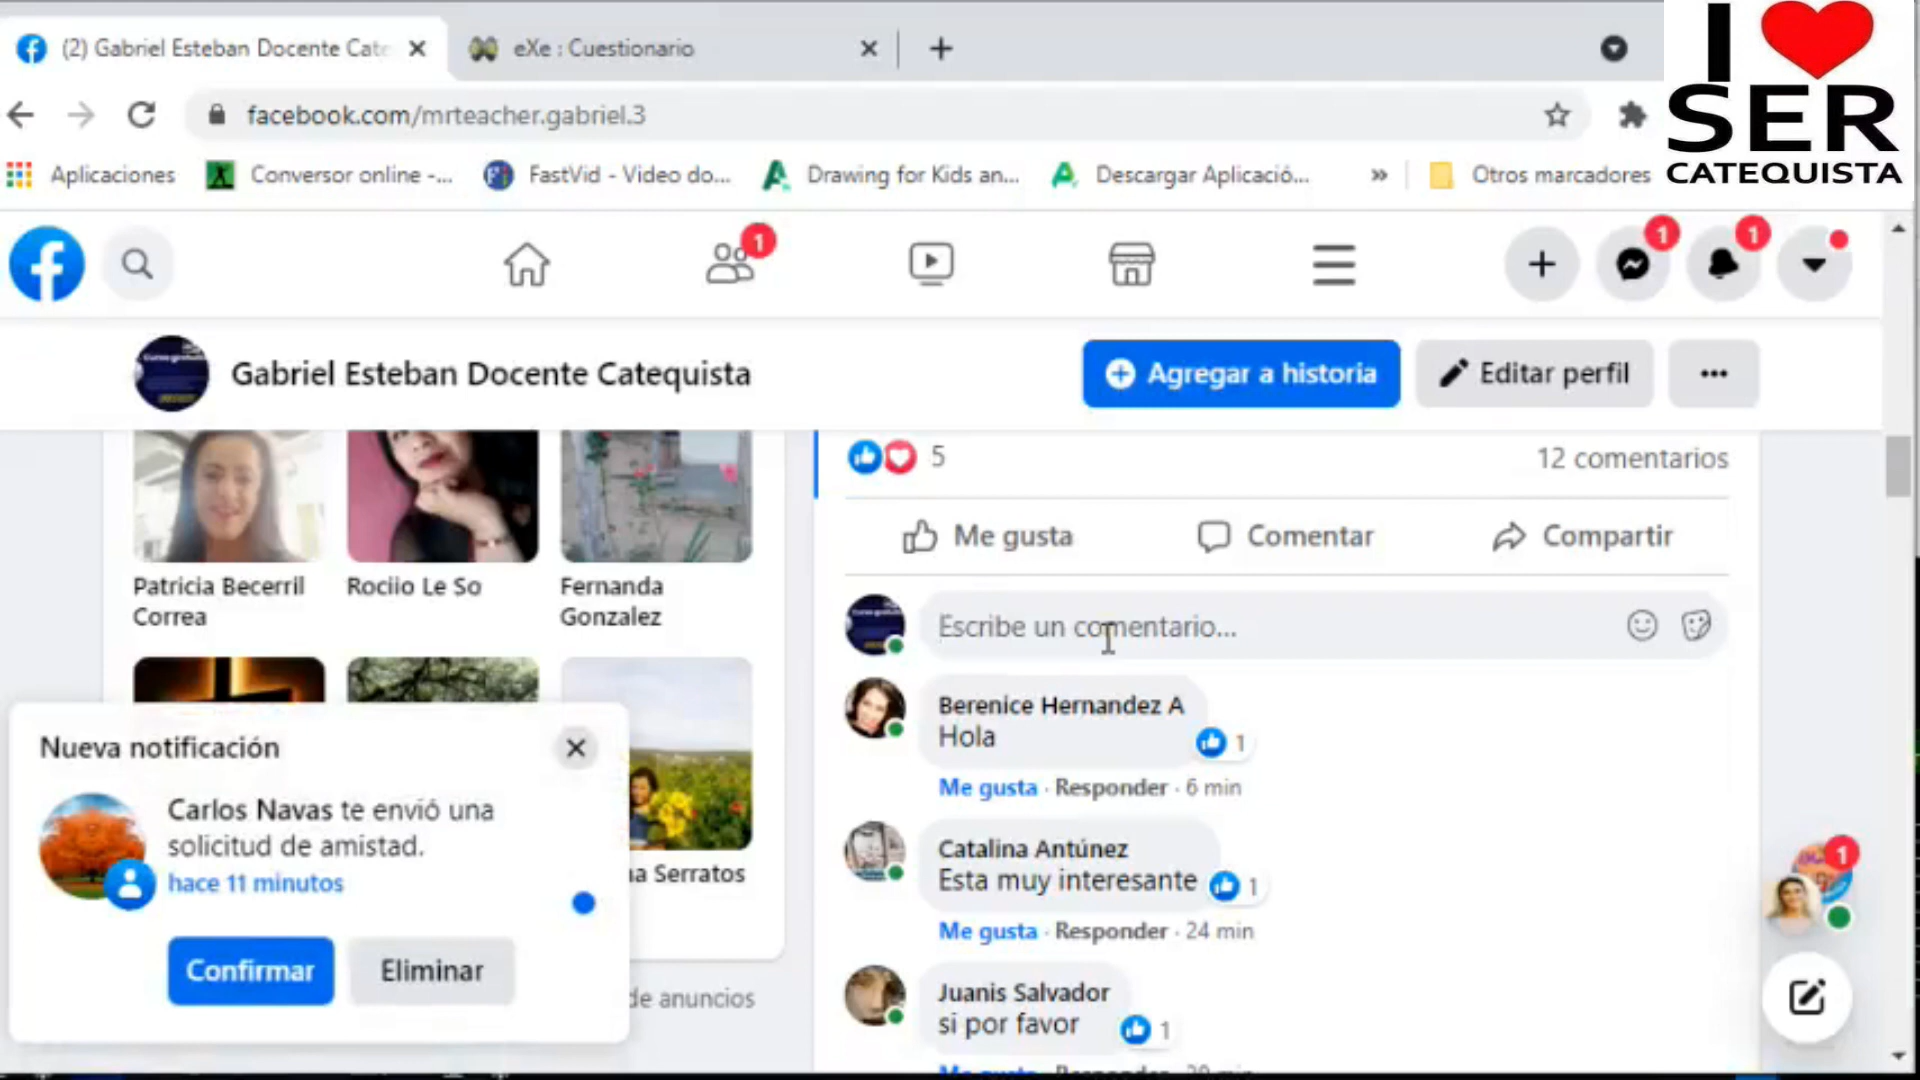 (2) Gabriel Esteban Docente Cate
eXe : Cuestionario
I
SER
CATEQUISTA
facebook.com/mrteacher.gabriel.3
Aplicaciones
Conversor online -...
FastVid - Video do...
Drawing for Kids an...
Descargar Aplicació...
»
Otros marcadores
1
1
1
Gabriel Esteban Docente Catequista
Agregar a historia
Editar perfil
5
12 comentarios
Me gusta
Comentar
Compartir
Patricia Becerril
Correa
Rociio Le So
Fernanda
Gonzalez
Escribe un comentario...
Berenice Hernandez A
Hola
1
Me gusta · Responder · 6 min
Catalina Antúnez
Esta muy interesante
1
Me gusta · Responder · 24 min
Juanis Salvador
si por favor
1
Nueva notificación
Carlos Navas te envió una
solicitud de amistad.
hace 11 minutos
Confirmar
Eliminar
na Serratos
de anuncios
1